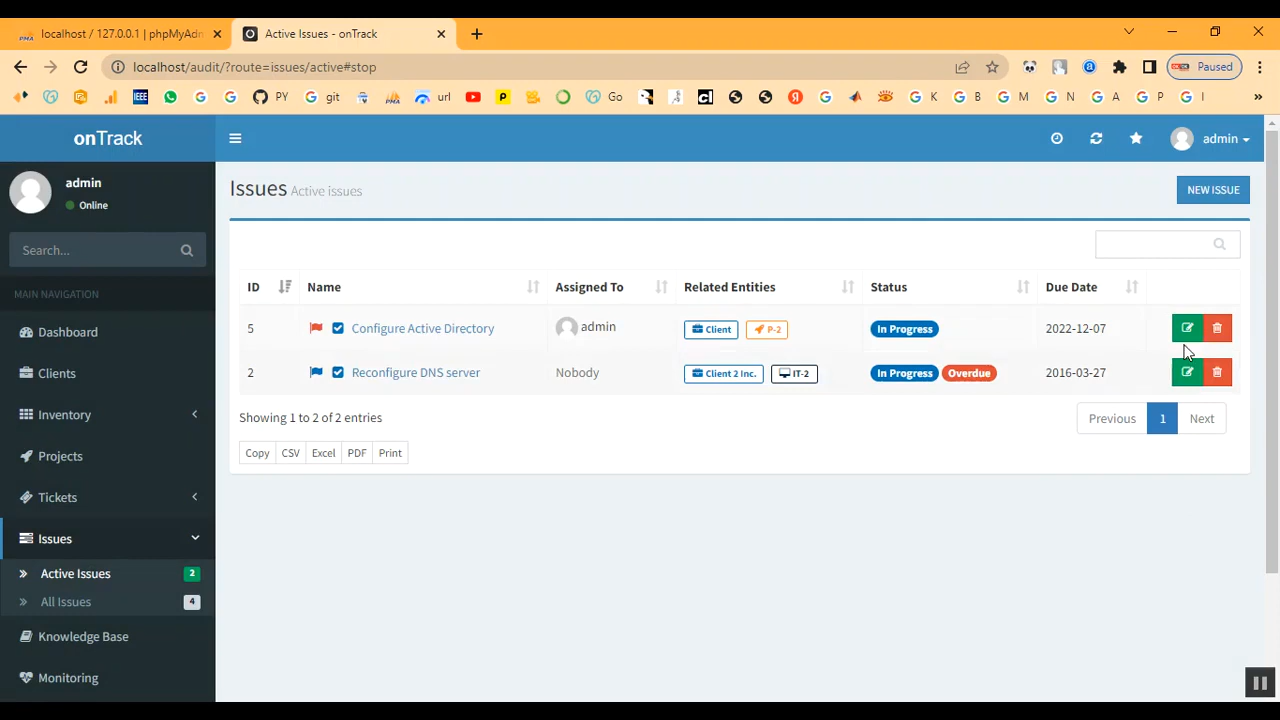 localhost / 127.0.0.1 | phpMyAdn
Active Issues - onTrack
localhost/audit/?route=issues/active#stop
Paused
IEEE
PY
git
url
Go
K
B
M
N
A
P
I
onTrack
admin
admin
Online
Issues Active issues
NEW ISSUE
Search...
MAIN NAVIGATION
Dashboard
Clients
Inventory
Projects
Tickets
Issues
Active Issues 2
All Issues 4
Knowledge Base
Monitoring
ID Name Assigned To Related Entities Status Due Date
5 Configure Active Directory admin Client P-2 In Progress 2022-12-07
2 Reconfigure DNS server Nobody Client 2 Inc. IT-2 In Progress Overdue 2016-03-27
Showing 1 to 2 of 2 entries
Previous 1 Next
Copy CSV Excel PDF Print